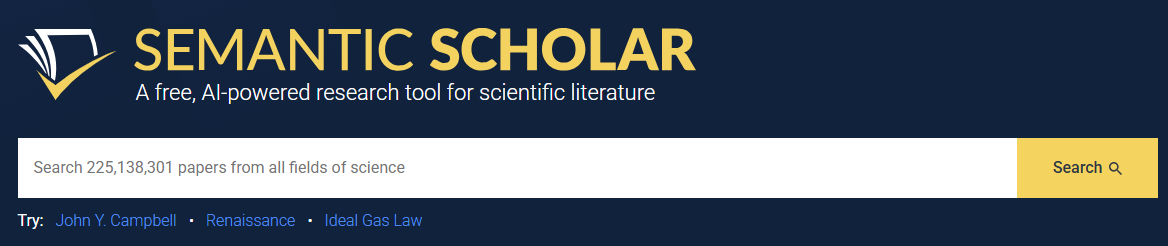 SEMANTIC SCHOLAR
A free, AI-powered research tool for scientific literature
Search 225,138,301 papers from all fields of science
Search
Try: John Y. Campbell • Renaissance • Ideal Gas Law